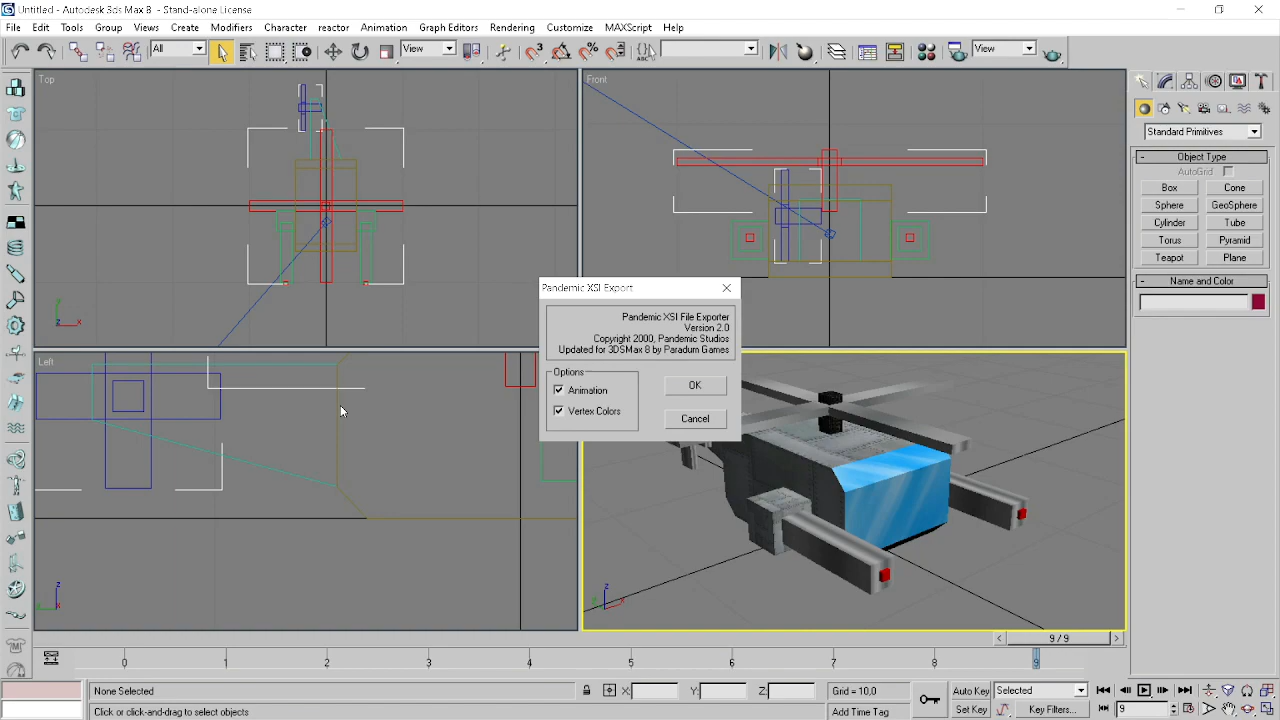 Untitled - Autodesk 3ds Max 8 - Stand-alone License
File Edit Tools Group Views Create Modifiers Character reactor Animation Graph Editors Rendering Customize MAXScript Help
All
View
View
Top
Front
Left
Standard Primitives
- Object Type
AutoGrid
Box Cone
Sphere GeoSphere
Cylinder Tube
Torus Pyramid
Teapot Plane
- Name and Color
Pandemic XSI Export
Pandemic XSI File Exporter
Version 2.0
Copyright 2000, Pandemic Studios
Updated for 3DSMax 8 by Paradum Games
Options
Animation
Vertex Colors
OK
Cancel
9 / 9
0 1 2 3 4 5 6 7 8 9
None Selected
X: Y: Z:
Grid = 10,0
Auto Key
Selected
Click or click-and-drag to select objects
Add Time Tag
Set Key
Key Filters...
9